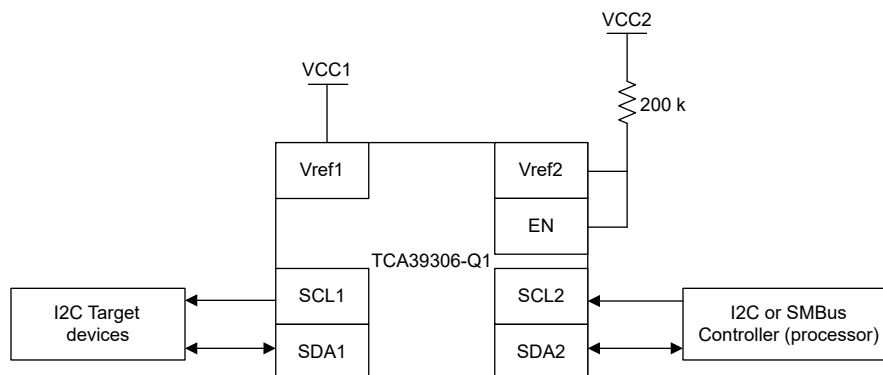 VCC2
VCC1
200 k
Vref1
Vref2
EN
TCA39306-Q1
I2C Target
devices
SCL1
SCL2
I2C or SMBus
Controller (processor)
SDA1
SDA2